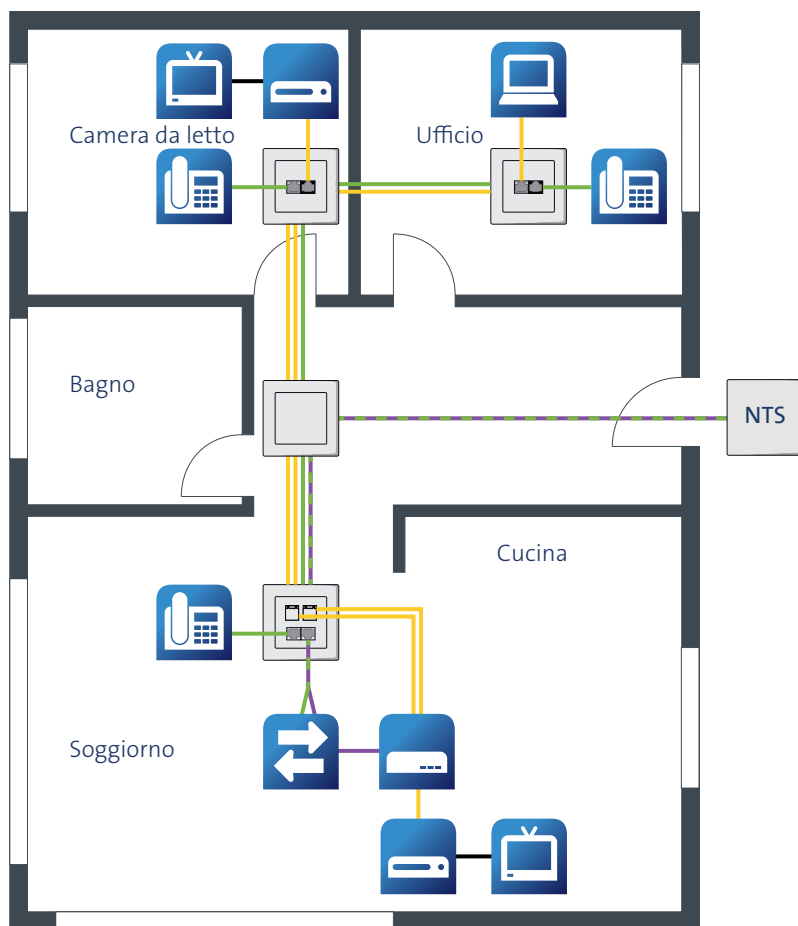 Camera da letto
Ufficio
Bagno
NTS
Cucina
Soggiorno